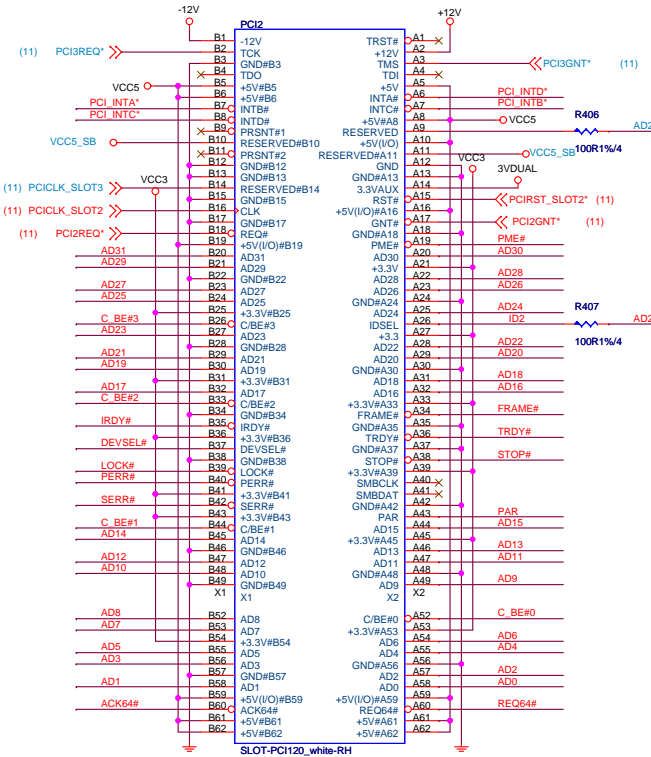 -12V +12V
PCI2
B1 -12V TRST# A1
(11) PCI3REQ* B2 TCK +12V A2
B3 GND#B3 TMS A3 PCI3GNT* (11)
B4 TDO TDI A4
VCC5 B5 +5V#B5 +5V A5
B6 +5V#B6 INTA# A6 PCI_INTD*
PCI_INTA* B7 INTB# INTC# A7 PCI_INTB*
PCI_INTC* B8 INTD# +5V#A8 A8 VCC5 R406
B9 PRSNT#1 RESERVED A9 AD2
VCC5_SB B10 RESERVED#B10 +5V(I/O) A10 100R1%/4
B11 PRSNT#2 RESERVED#A11 A11 VCC5_SB
B12 GND#B12 GND A12 VCC3
B13 GND#B13 GND#A13 A13 3VDUAL
(11) PCICLK_SLOT3 VCC3 B14 RESERVED#B14 3.3VAUX A14
B15 GND#B15 RST# A15 PCIRST_SLOT2* (11)
(11) PCICLK_SLOT2 B16 CLK +5V(I/O)#A16 A16
B17 GND#B17 GNT# A17 PCI2GNT* (11)
(11) PCI2REQ* B18 REQ# GND#A18 A18
B19 +5V(I/O)#B19 PME# A19 PME#
AD31 B20 AD31 AD30 A20 AD30
AD29 B21 AD29 +3.3V A21
B22 GND#B22 AD28 A22 AD28
AD27 B23 AD27 AD26 A23 AD26
AD25 B24 AD25 GND#A24 A24
B25 +3.3V#B25 AD24 A25 AD24 R407
C_BE#3 B26 C/BE#3 IDSEL A26 ID2 AD2
AD23 B27 AD23 +3.3 A27
B28 GND#B28 AD22 A28 AD22 100R1%/4
AD21 B29 AD21 AD20 A29 AD20
AD19 B30 AD19 GND#A30 A30
B31 +3.3V#B31 AD18 A31 AD18
AD17 B32 AD17 AD16 A32 AD16
C_BE#2 B33 C/BE#2 +3.3V#A33 A33
B34 GND#B34 FRAME# A34 FRAME#
IRDY# B35 IRDY# GND#A35 A35
B36 +3.3V#B36 TRDY# A36 TRDY#
DEVSEL# B37 DEVSEL# GND#A37 A37
B38 GND#B38 STOP# A38 STOP#
LOCK# B39 LOCK# +3.3V#A39 A39
PERR# B40 PERR# SMBCLK A40
B41 +3.3V#B41 SMBDAT A41
SERR# B42 SERR# GND#A42 A42
B43 +3.3V#B43 PAR A43 PAR
C_BE#1 B44 C/BE#1 AD15 A44 AD15
AD14 B45 AD14 +3.3V#A45 A45
B46 GND#B46 AD13 A46 AD13
AD12 B47 AD12 AD11 A47 AD11
AD10 B48 AD10 GND#A48 A48
B49 GND#B49 AD9 A49 AD9
X1 X1 X2 X2
AD8 B52 AD8 C/BE#0 A52 C_BE#0
AD7 B53 AD7 +3.3V#A53 A53
B54 +3.3V#B54 AD6 A54 AD6
AD5 B55 AD5 AD4 A55 AD4
AD3 B56 AD3 GND#A56 A56
B57 GND#B57 AD2 A57 AD2
AD1 B58 AD1 AD0 A58 AD0
B59 +5V(I/O)#B59 +5V(I/O)#A59 A59
ACK64# B60 ACK64# REQ64# A60 REQ64#
B61 +5V#B61 +5V#A61 A61
B62 +5V#B62 +5V#A62 A62
SLOT-PCI120_white-RH